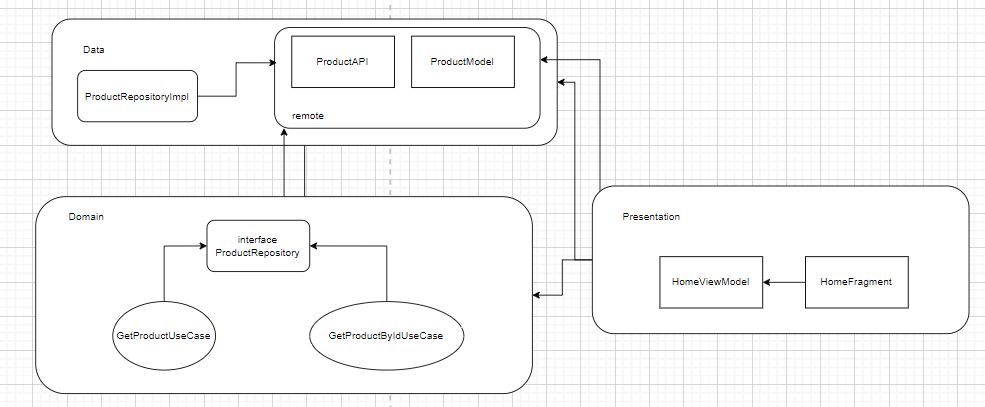 Data
ProductAPI
ProductModel
ProductRepositoryImpl
remote
Domain
interface
ProductRepository
GetProductUseCase
GetProductByIdUseCase
Presentation
HomeViewModel
HomeFragment